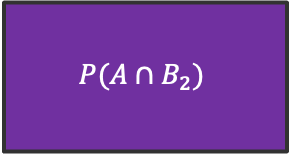 P(A ∩ B₂)